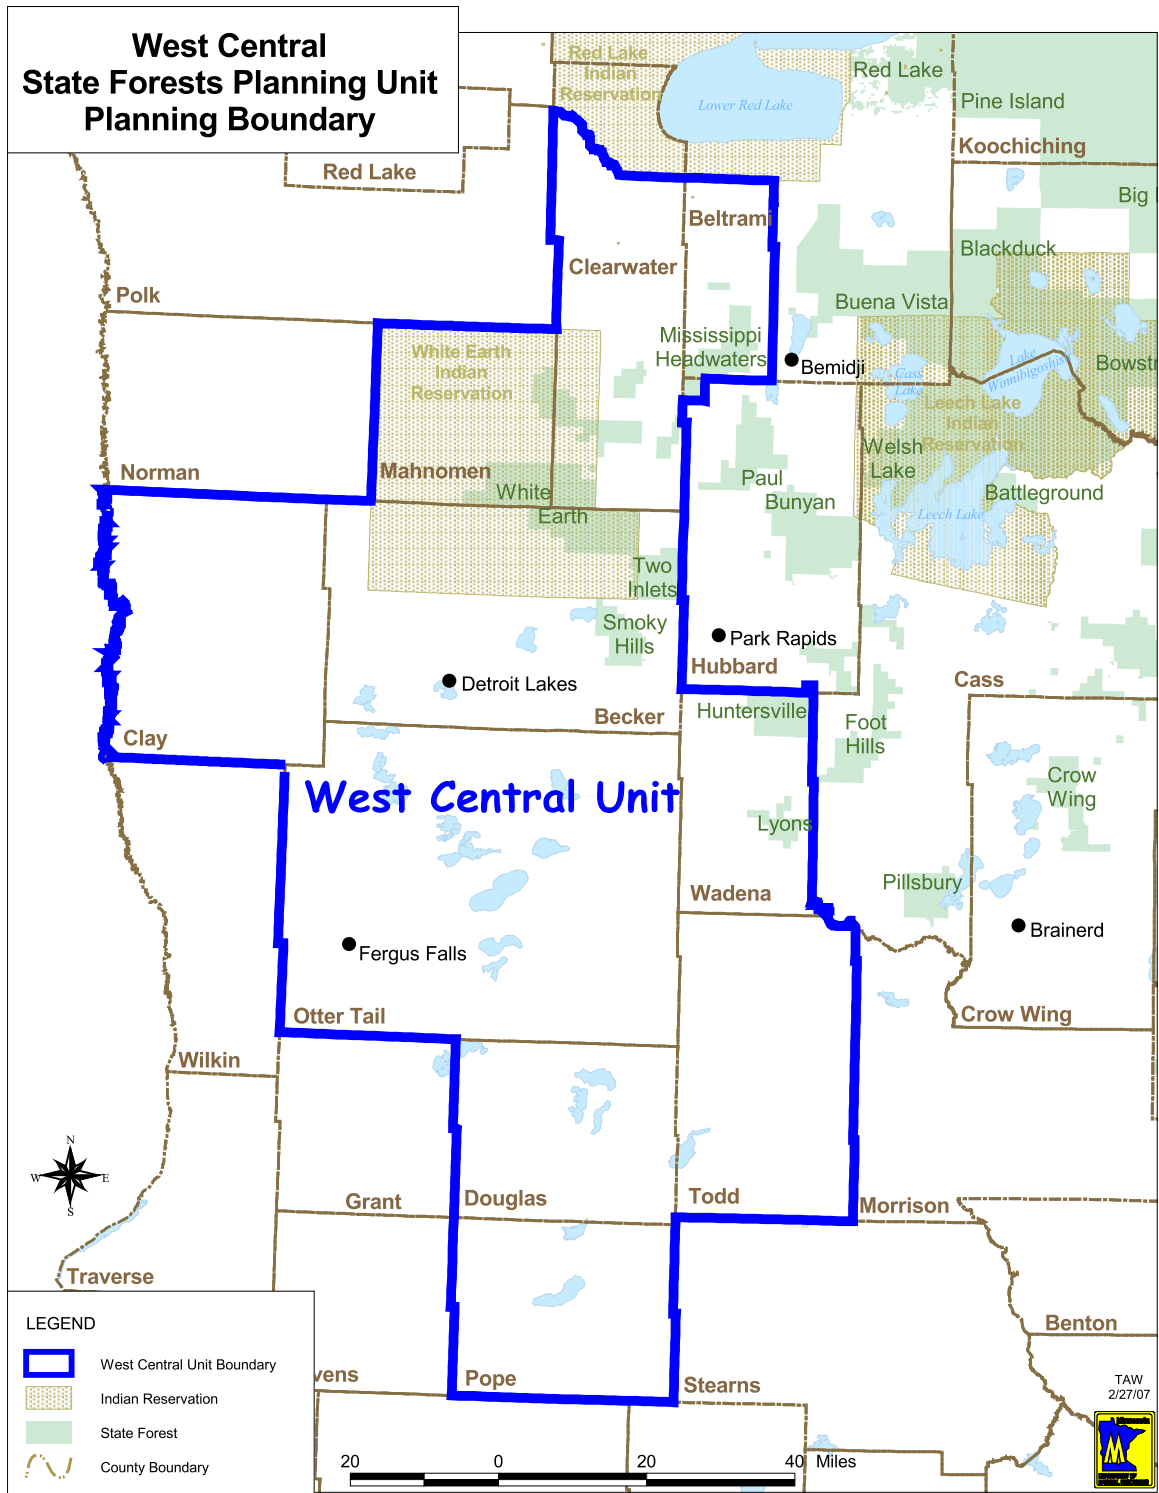 West Central
State Forests Planning Unit
Planning Boundary
Red Lake
Indian
Reservation
Lower Red Lake
Red Lake
Pine Island
Koochiching
Red Lake
Big
Beltrami
Blackduck
Clearwater
Polk
Buena Vista
Mississippi
Headwaters
White Earth
Indian
Reservation
Bemidji
Lake
Winnibigoshish
Bowstr
Cass
Lake
Leech Lake
Indian
Reservation
Norman
Mahnomen
Welsh
Lake
Paul
Bunyan
White
Earth
Battleground
Leech Lake
Two
Inlets
Smoky
Hills
Park Rapids
Hubbard
Detroit Lakes
Cass
Becker
Huntersville
Foot
Hills
Clay
West Central Unit
Crow
Wing
Lyons
Pillsbury
Wadena
Brainerd
Fergus Falls
Otter Tail
Crow Wing
Wilkin
N
W
E
S
Grant
Douglas
Todd
Morrison
Traverse
Benton
LEGEND
West Central Unit Boundary
Indian Reservation
State Forest
County Boundary
vens
Pope
Stearns
TAW
2/27/07
Minnesota
20 0 20 40 Miles